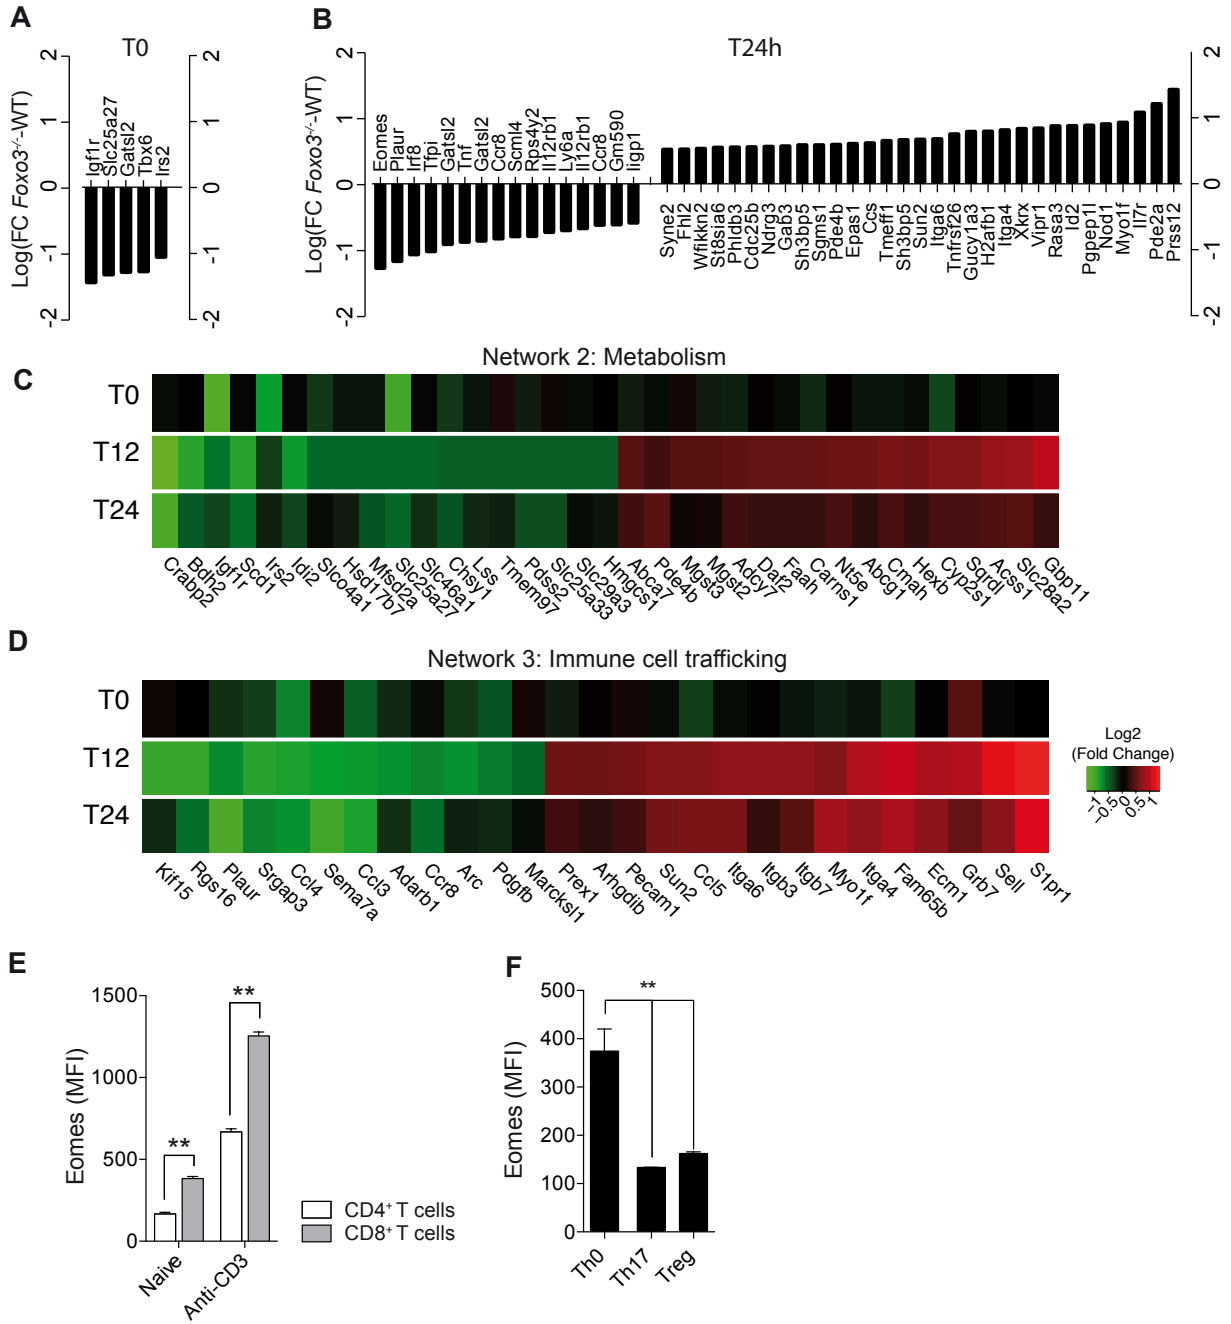 A
T0
Log(FC Foxo3-/--WT)
2
1
0
-1
-2
Igf1r
Slc25a27
Gatsl2
Tbx6
Irs2
2
1
0
-1
-2
B
T24h
Log(FC Foxo3-/--WT)
2
1
0
-1
-2
Eomes
Plaur
Irf8
Tfpi
Gatsl2
Tnf
Gatsl2
Ccr8
Scml4
Rps4y2
Il12rb1
Ly6a
Il12rb1
Ccr8
Gm590
Iigp1
Syne2
Fhl2
Wfikkn2
St8sia6
Phldb3
Cdc25b
Ndrg3
Gab3
Sh3bp5
Sgms1
Pde4b
Epas1
Ccs
Tmeff1
Sh3bp5
Sun2
Itga6
Tnfrsf26
Gucy1a3
H2afb1
Itga4
Xkrx
Vipr1
Rasa3
Id2
Pgpep1l
Nod1
Myo1f
Il7r
Pde2a
Prss12
2
1
0
-1
-2
C
Network 2: Metabolism
T0
T12
T24
Crabp2
Bdh2
Igf1r
Scd1
Irs2
Idi2
Slco4a1
Hsd17b7
Mfsd2a
Slc25a27
Slc46a1
Chsy1
Lss
Tmem97
Pdss2
Slc25a33
Slc29a3
Hmgcs1
Abca7
Pde4b
Mgst3
Mgst2
Adcy7
Daf2
Faah
Carns1
Nt5e
Abcg1
Cmah
Hexb
Cyp2s1
Sqrdl
Acss1
Slc28a2
Gbp11
D
Network 3: Immune cell trafficking
T0
T12
T24
Kif15
Rgs16
Plaur
Srgap3
Ccl4
Sema7a
Ccl3
Adarb1
Ccr8
Arc
Pdgfb
Marcksl1
Prex1
Arhgdib
Pecam1
Sun2
Ccl5
Itga6
Itgb3
Itgb7
Myo1f
Itga4
Fam65b
Ecm1
Grb7
Sell
S1pr1
Log2
(Fold Change)
-1
-0.5
0
0.5
1
E
Eomes (MFI)
1500
1000
500
0
**
**
Naive
Anti-CD3
CD4+ T cells
CD8+ T cells
F
Eomes (MFI)
500
400
300
200
100
0
**
Th0
Th17
Treg